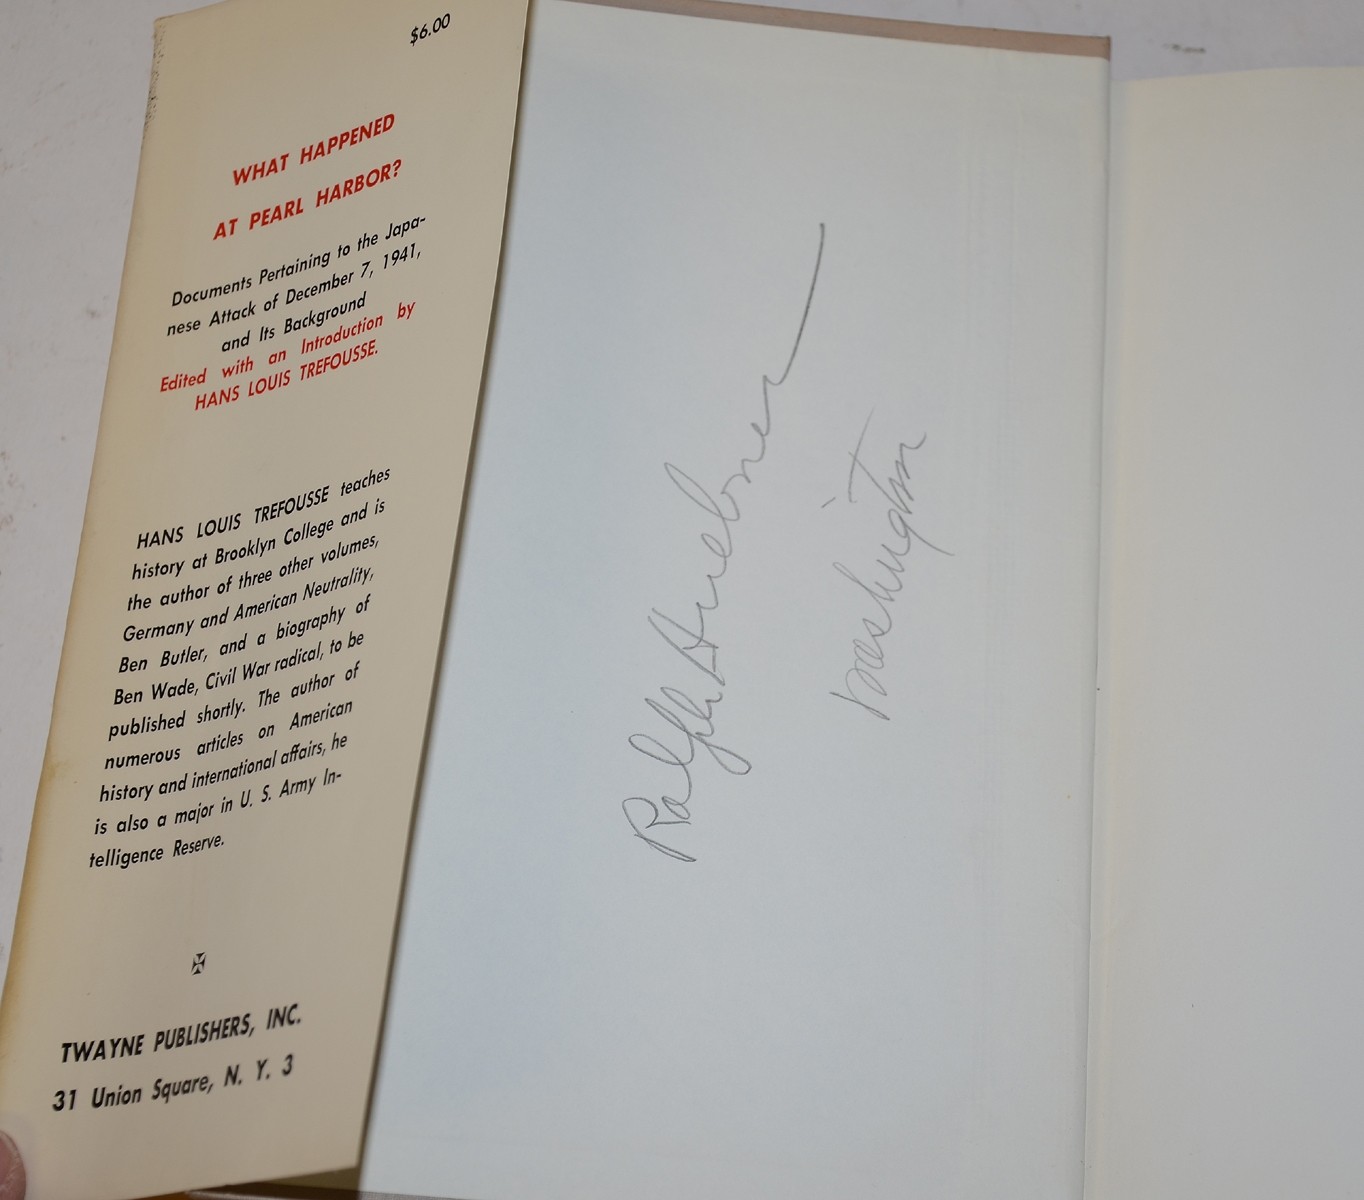 $6.00
WHAT HAPPENED
AT PEARL HARBOR?
Documents Pertaining to the Japa-
nese Attack of December 7, 1941,
and Its Background
Edited with an Introduction by
HANS LOUIS TREFOUSSE.
HANS LOUIS TREFOUSSE teaches
history at Brooklyn College and is
the author of three other volumes,
Germany and American Neutrality,
Ben Butler, and a biography of
Ben Wade, Civil War radical, to be
published shortly. The author of
numerous articles on American
history and international affairs, he
is also a major in U. S. Army In-
telligence Reserve.
TWAYNE PUBLISHERS, INC.
31 Union Square, N. Y. 3
Ralph Huebner
Washington